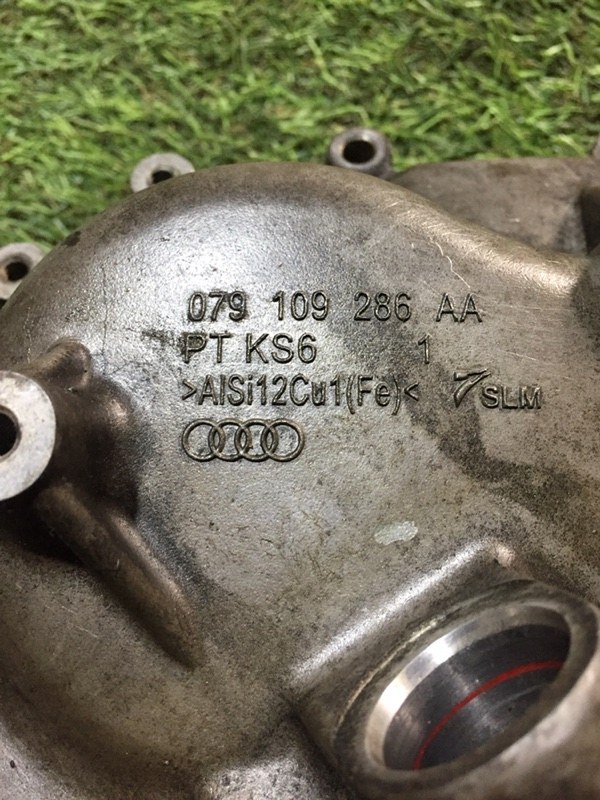 079 109 286 AA
PT KS6 1
>AlSi12Cu1(Fe)< SLM